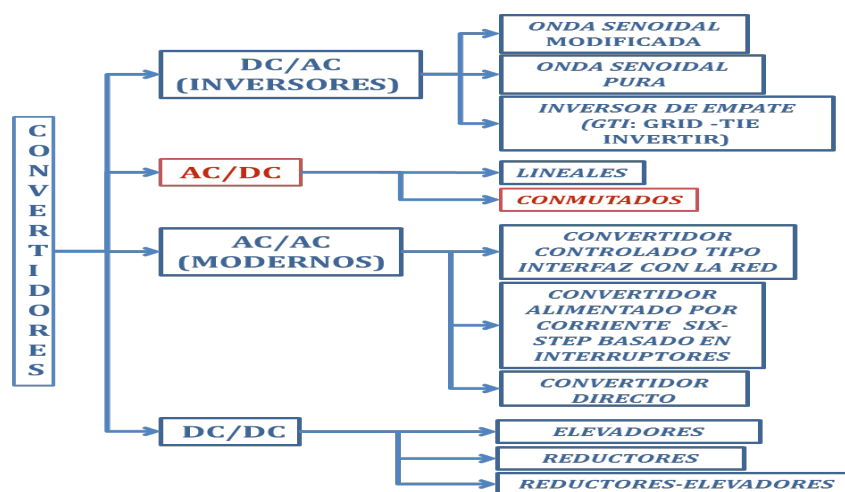 CONVERTIDORES
DC/AC
(INVERSORES)
ONDA SENOIDAL
MODIFICADA
ONDA SENOIDAL
PURA
INVERSOR DE EMPATE
(GTI: GRID -TIE
INVERTIR)
AC/DC
LINEALES
CONMUTADOS
AC/AC
(MODERNOS)
CONVERTIDOR
CONTROLADO TIPO
INTERFAZ CON LA RED
CONVERTIDOR
ALIMENTADO POR
CORRIENTE SIX-
STEP BASADO EN
INTERRUPTORES
CONVERTIDOR
DIRECTO
DC/DC
ELEVADORES
REDUCTORES
REDUCTORES-ELEVADORES